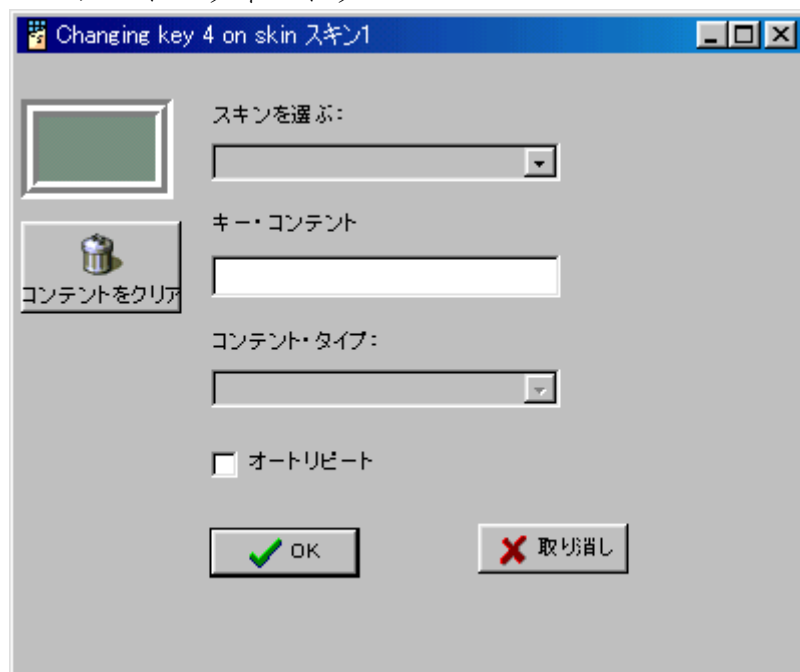 Changing key 4 on skin スキン1
スキンを選ぶ:
キー・コンテント
コンテントをクリア
コンテント・タイプ:
オートリピート
OK
取り消し